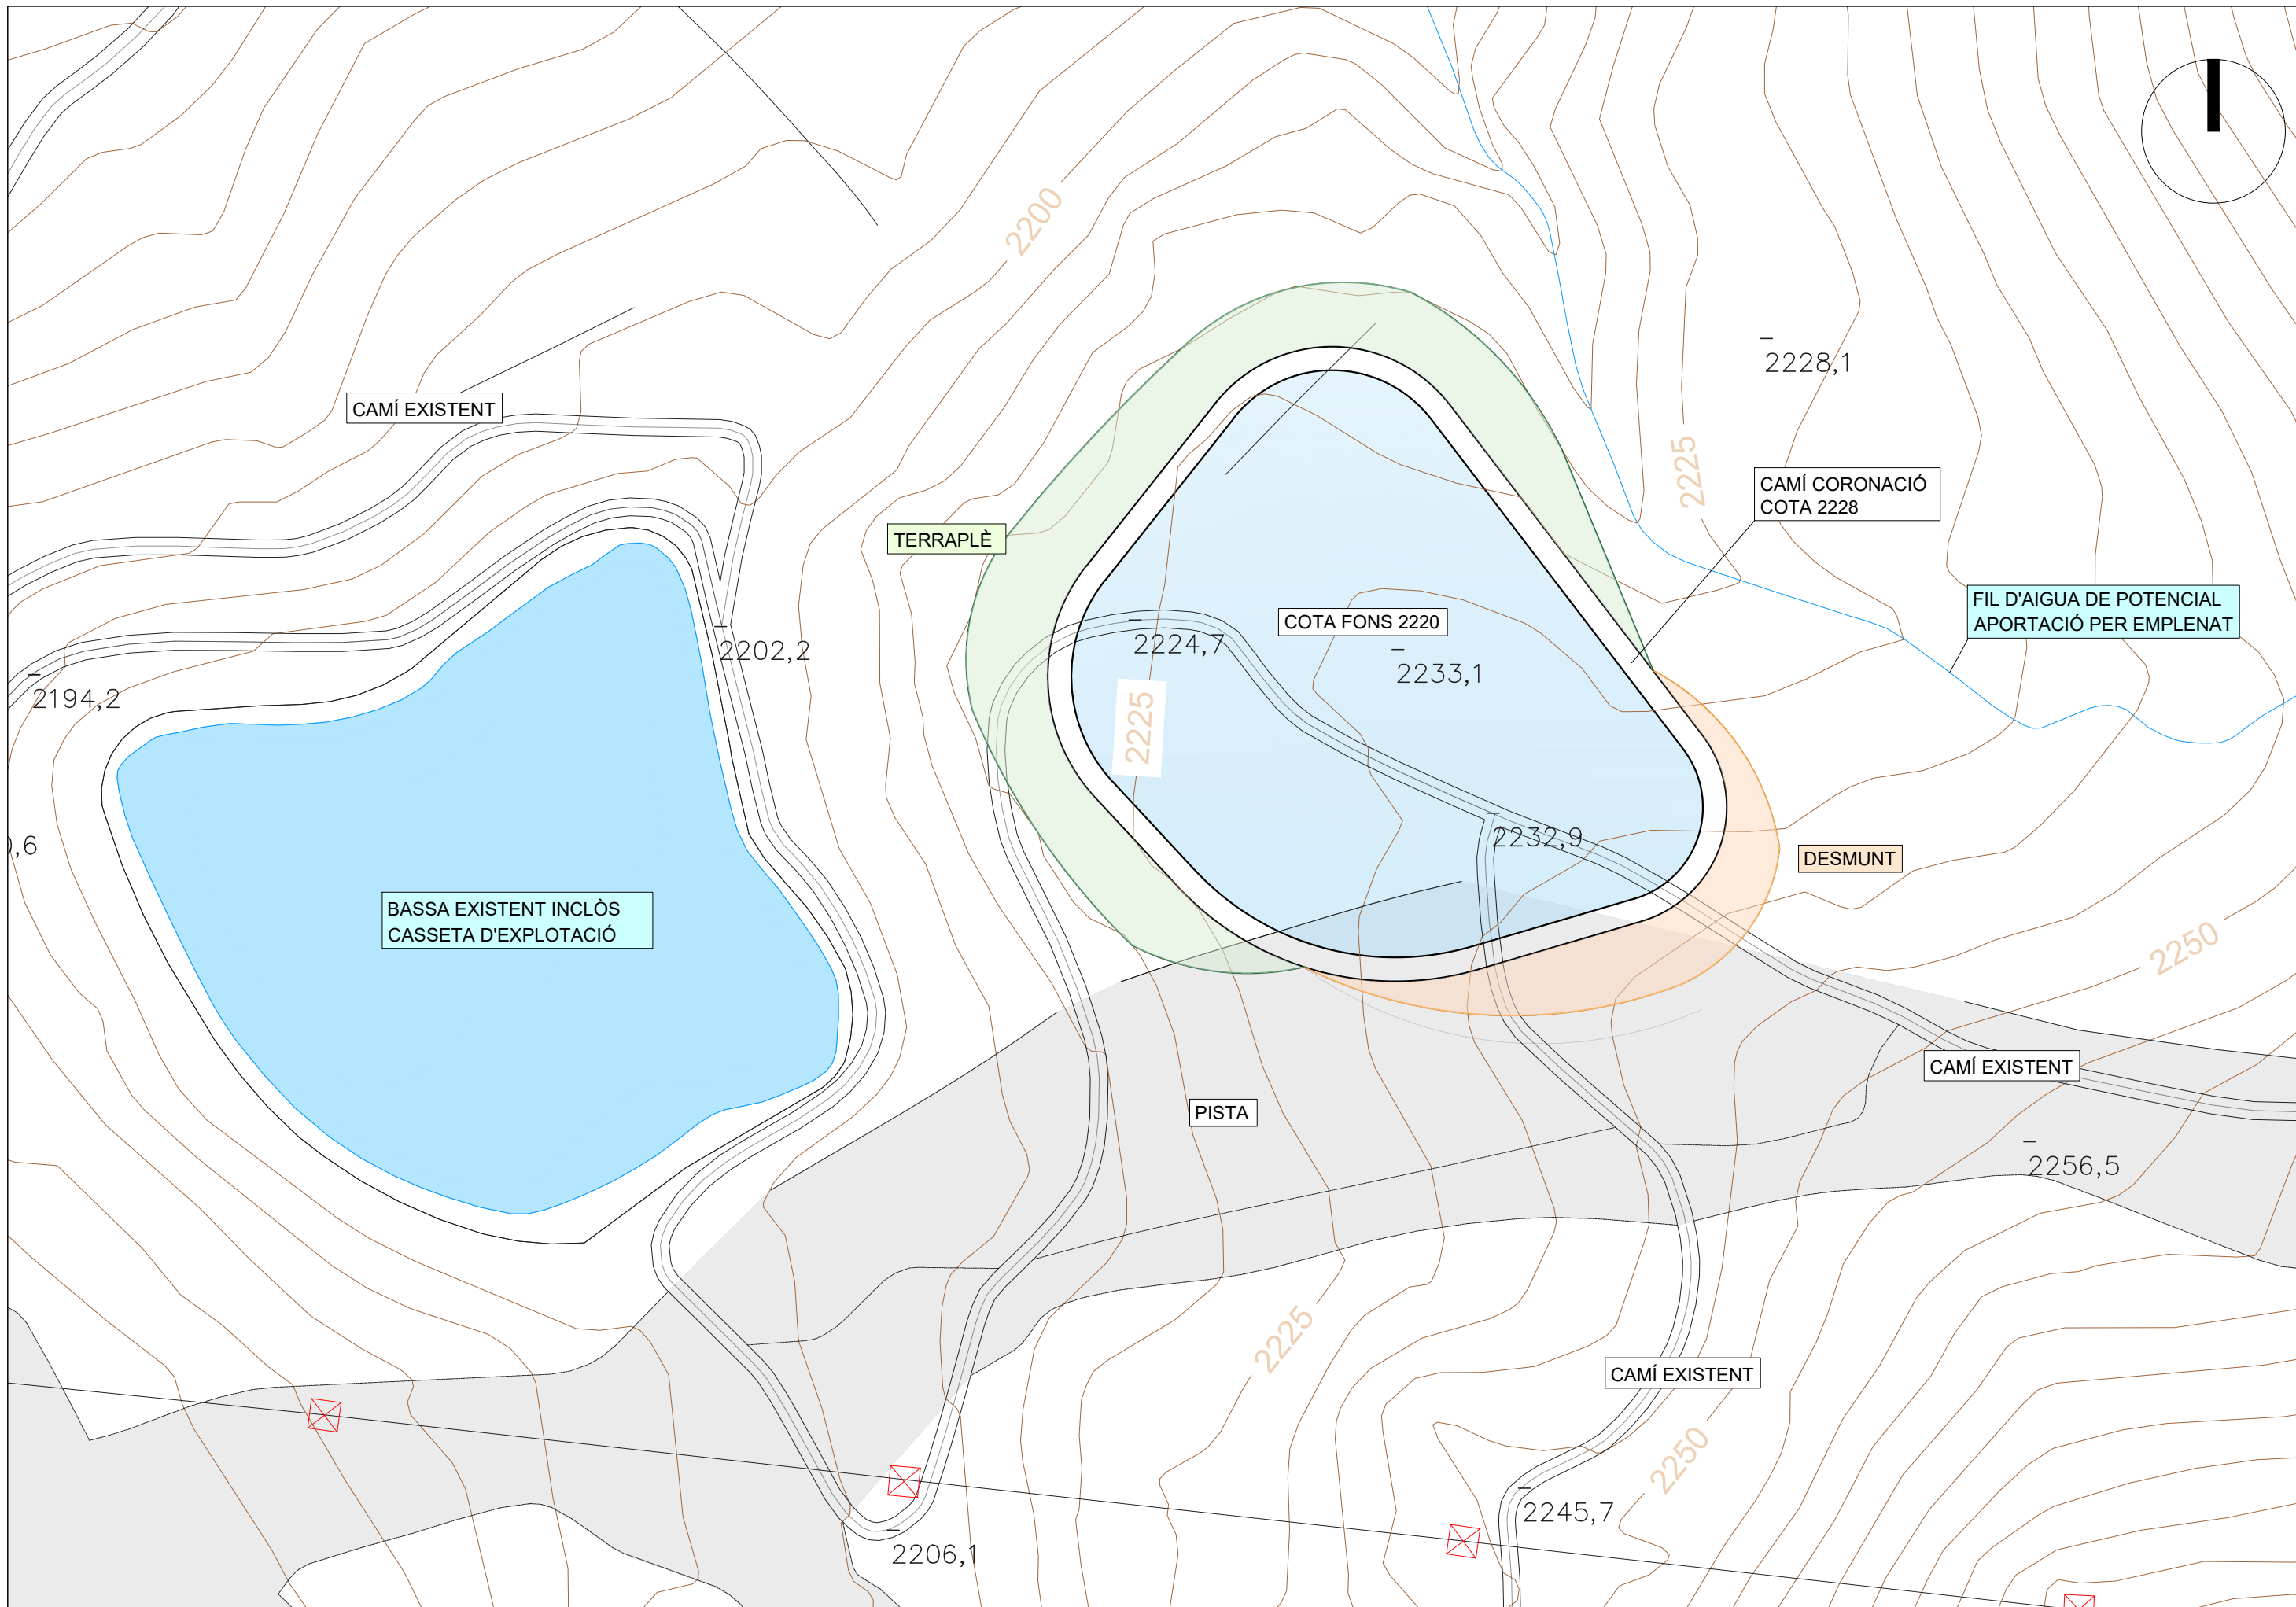 2200
2228,1
CAMÍ EXISTENT
2225
CAMÍ CORONACIÓ
COTA 2228
TERRAPLÈ
FIL D'AIGUA DE POTENCIAL
APORTACIÓ PER EMPLENAT
COTA FONS 2220
2224,7
2202,2
2233,1
2194,2
2225
2232,9
,6
DESMUNT
BASSA EXISTENT INCLÒS
CASSETA D'EXPLOTACIÓ
2250
CAMÍ EXISTENT
PISTA
2256,5
2225
CAMÍ EXISTENT
2250
2245,7
2206,1